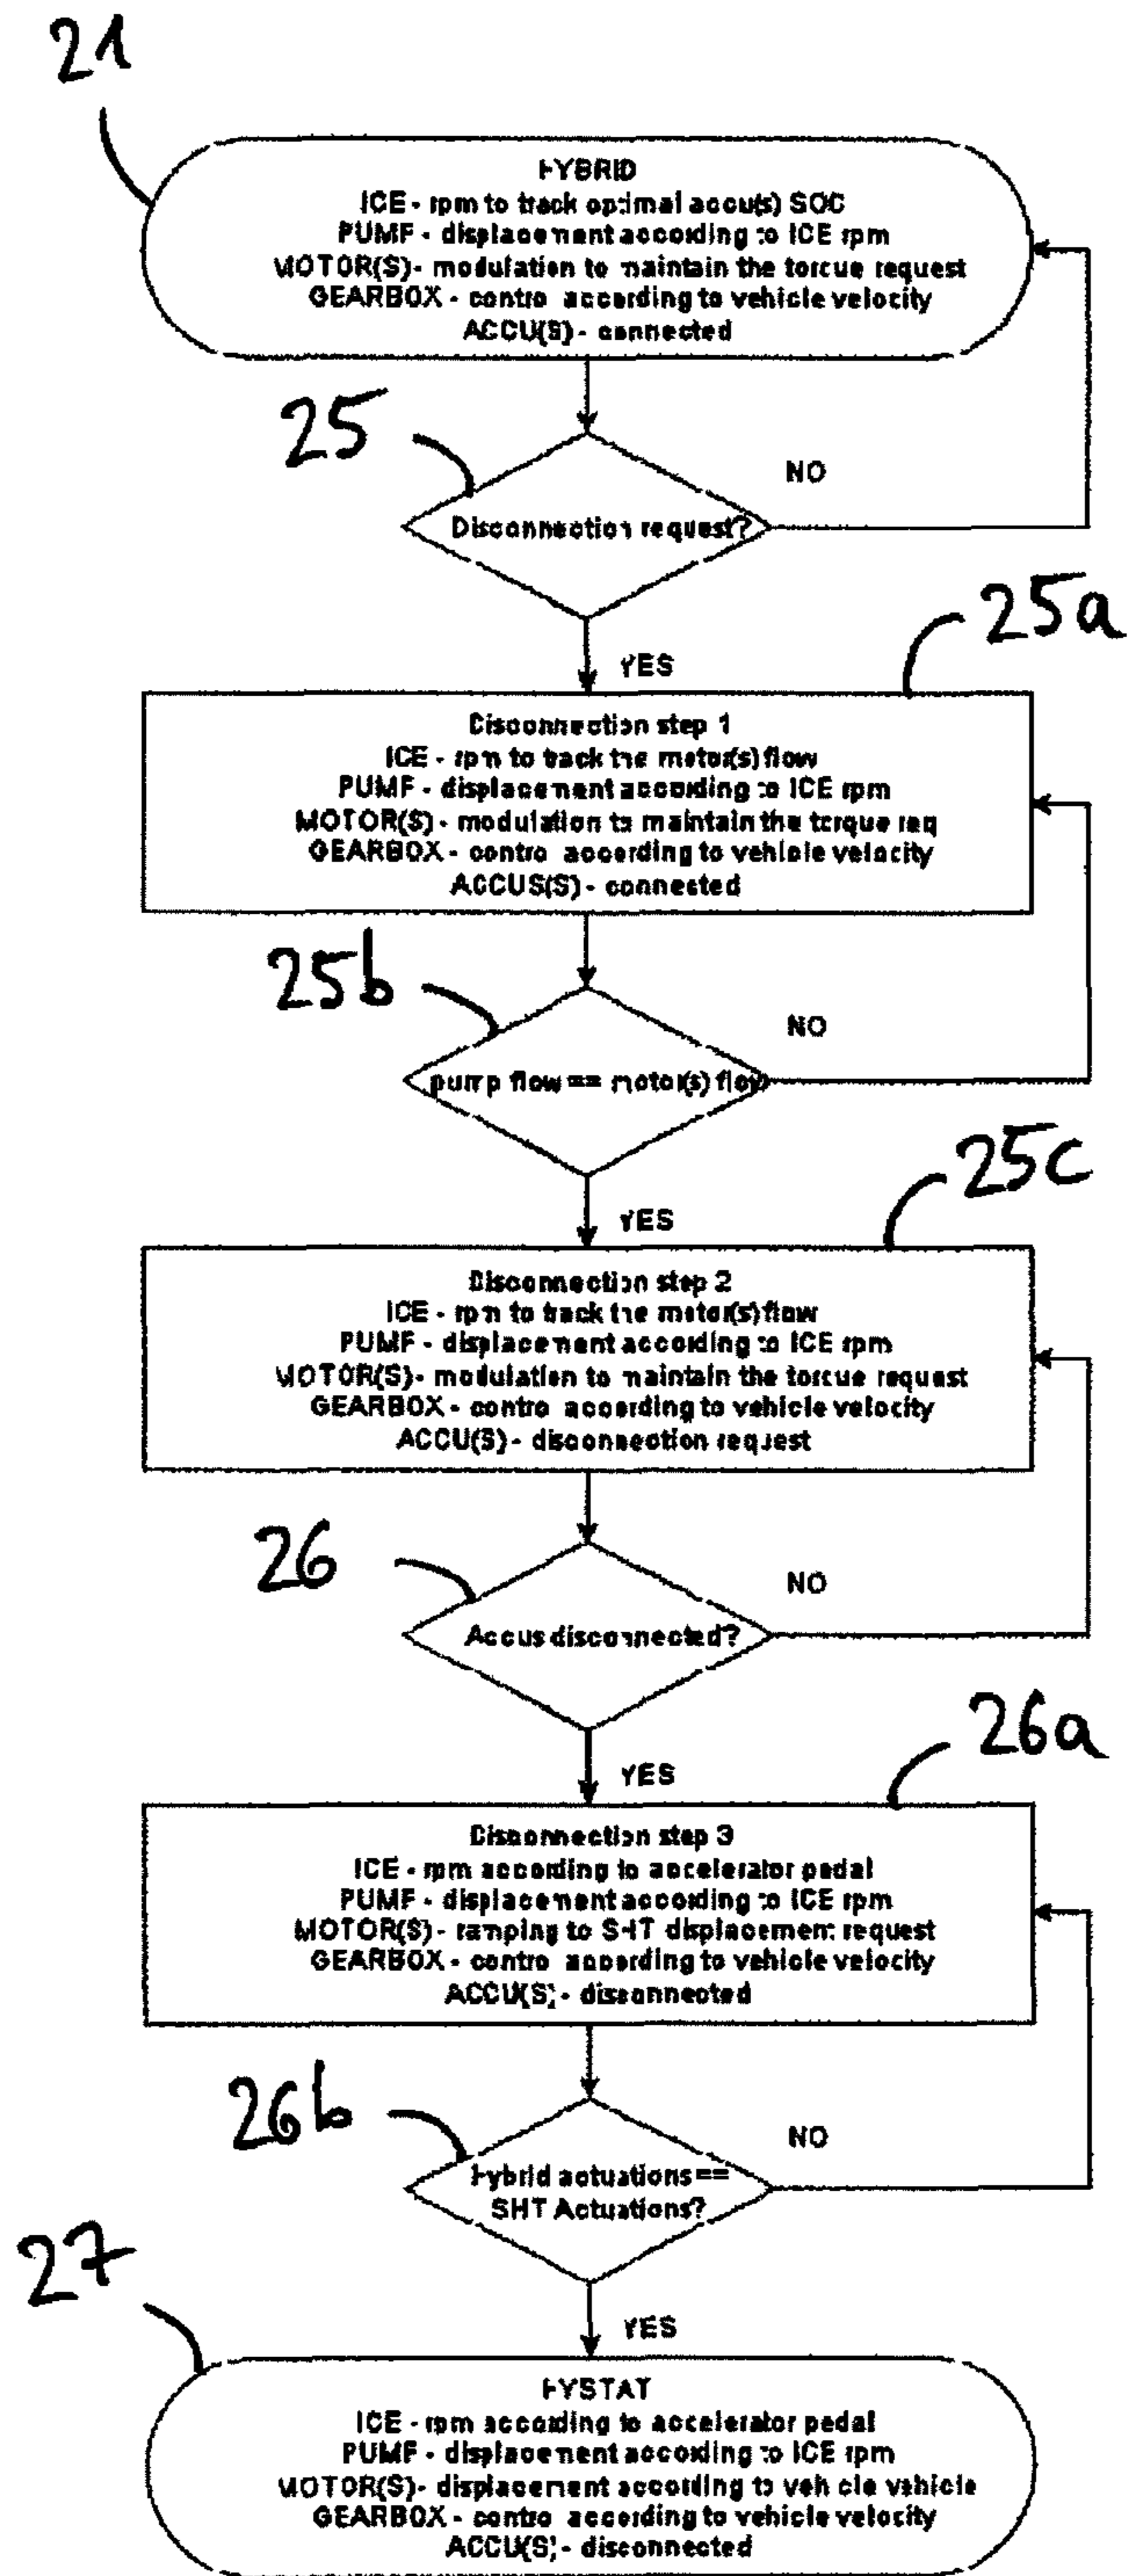 21
HYBRID
ICE - rpm to track optimal accu(s) SOC
PUMP - displacement according to ICE rpm
MOTOR(S) - modulation to maintain the torque request
GEARBOX - control according to vehicle velocity
ACCU(S) - connected
25
Disconnection request?
NO
YES
25a
Disconnection step 1
ICE - rpm to track the motor(s) flow
PUMP - displacement according to ICE rpm
MOTOR(S) - modulation to maintain the torque req
GEARBOX - control according to vehicle velocity
ACCUS(S) - connected
25b
pump flow == motor(s) flow
NO
YES
25c
Disconnection step 2
ICE - rpm to track the motor(s) flow
PUMP - displacement according to ICE rpm
MOTOR(S) - modulation to maintain the torque request
GEARBOX - control according to vehicle velocity
ACCU(S) - disconnection request
26
Accus disconnected?
NO
YES
26a
Disconnection step 3
ICE - rpm according to accelerator pedal
PUMP - displacement according to ICE rpm
MOTOR(S) - ramping to SHT displacement request
GEARBOX - control according to vehicle velocity
ACCU(S) - disconnected
26b
Hybrid actuations ==
SHT Actuations?
NO
YES
27
HYSTAT
ICE - rpm according to accelerator pedal
PUMP - displacement according to ICE rpm
MOTOR(S) - displacement according to vehicle vehicle
GEARBOX - control according to vehicle velocity
ACCU(S) - disconnected